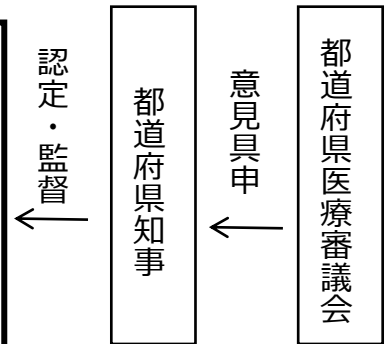 都道府県医療審議会
意見具申
都道府県知事
認定・監督